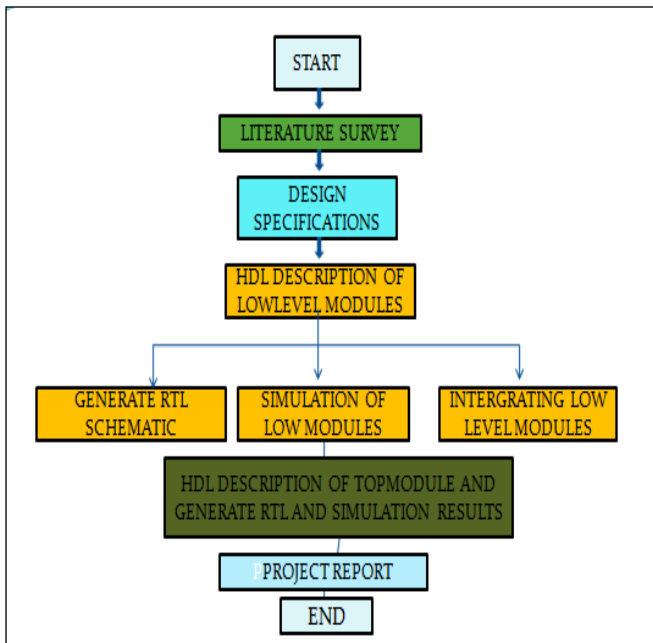 START
LITERATURE SURVEY
DESIGN
SPECIFICATIONS
HDL DESCRIPTION OF
LOWLEVEL MODULES
GENERATE RTL
SCHEMATIC
SIMULATION OF
LOW MODULES
INTERGRATING LOW
LEVEL MODULES
HDL DESCRIPTION OF TOPMODULE AND
GENERATE RTL AND SIMULATION RESULTS
PPROJECT REPORT
END